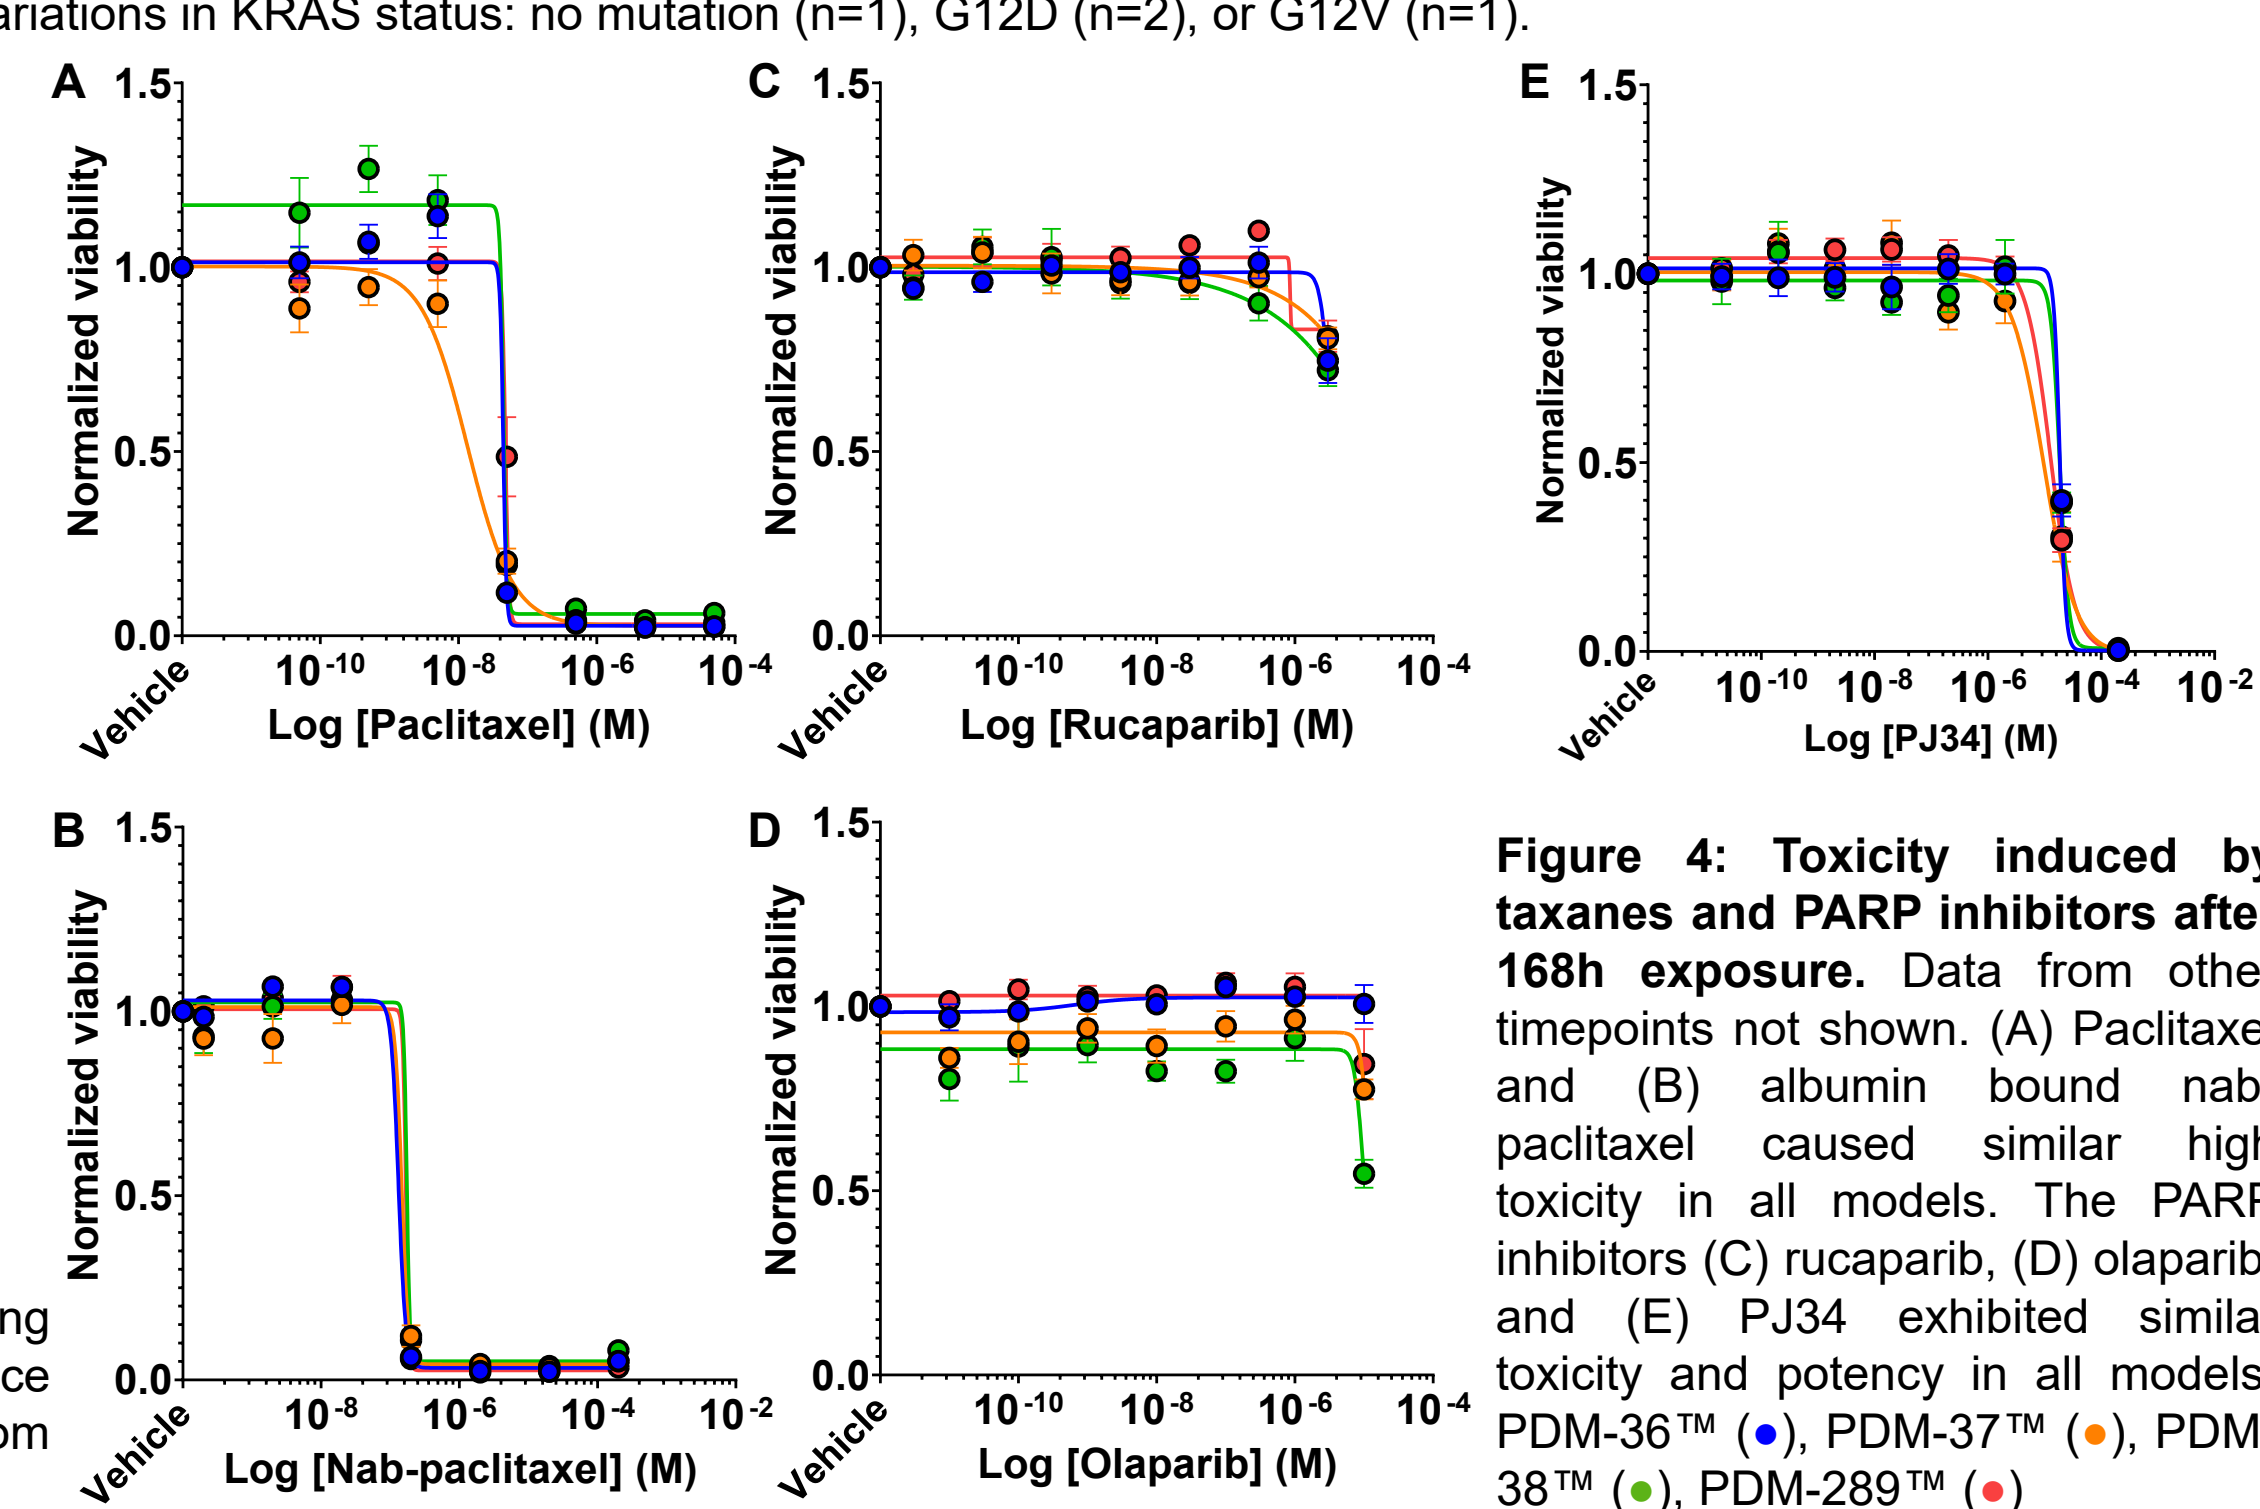 ariations in KRAS status: no mutation (n=1), G12D (n=2), or G12V (n=1).
A
1.5
1.0
0.5
0.0
Normalized viability
Vehicle
10-10
10-8
10-6
10-4
Log [Paclitaxel] (M)
C
1.5
1.0
0.5
0.0
Normalized viability
Vehicle
10-10
10-8
10-6
10-4
Log [Rucaparib] (M)
E
1.5
1.0
0.5
0.0
Normalized viability
Vehicle
10-10
10-8
10-6
10-4
10-2
Log [PJ34] (M)
B
1.5
1.0
0.5
0.0
Normalized viability
Vehicle
10-8
10-6
10-4
10-2
Log [Nab-paclitaxel] (M)
D
1.5
1.0
0.5
0.0
Normalized viability
Vehicle
10-10
10-8
10-6
10-4
Log [Olaparib] (M)
Figure 4: Toxicity induced by
taxanes and PARP inhibitors after
168h exposure. Data from other
timepoints not shown. (A) Paclitaxel
and (B) albumin bound nab-
paclitaxel caused similar high
toxicity in all models. The PARP
inhibitors (C) rucaparib, (D) olaparib,
and (E) PJ34 exhibited similar
toxicity and potency in all models.
PDM-36™ (●), PDM-37™ (●), PDM-
38™ (●), PDM-289™ (●)
ng
ce
om